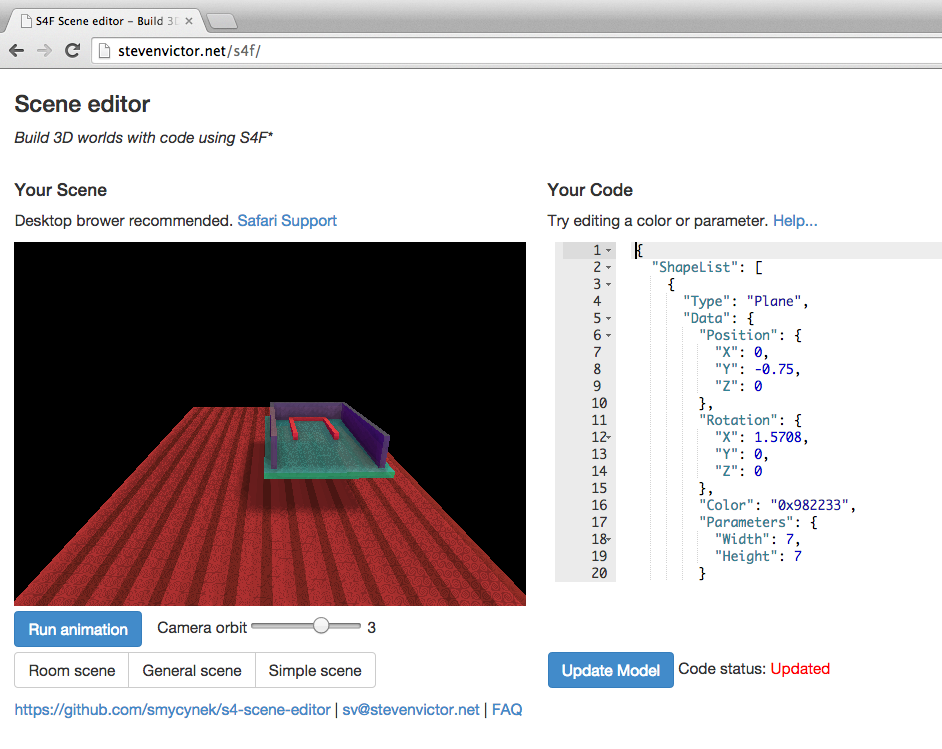 S4F Scene editor – Build 3D
stevenvictor.net/s4f/
Scene editor
Build 3D worlds with code using S4F*
Your Scene
Desktop brower recommended. Safari Support
Run animation
Camera orbit 3
Room scene
General scene
Simple scene
https://github.com/smycynek/s4-scene-editor | sv@stevenvictor.net | FAQ
Your Code
Try editing a color or parameter. Help...
1 {
2 "ShapeList": [
3 {
4 "Type": "Plane",
5 "Data": {
6 "Position": {
7 "X": 0,
8 "Y": -0.75,
9 "Z": 0
10 },
11 "Rotation": {
12 "X": 1.5708,
13 "Y": 0,
14 "Z": 0
15 },
16 "Color": "0x982233",
17 "Parameters": {
18 "Width": 7,
19 "Height": 7
20 }
Update Model
Code status: Updated